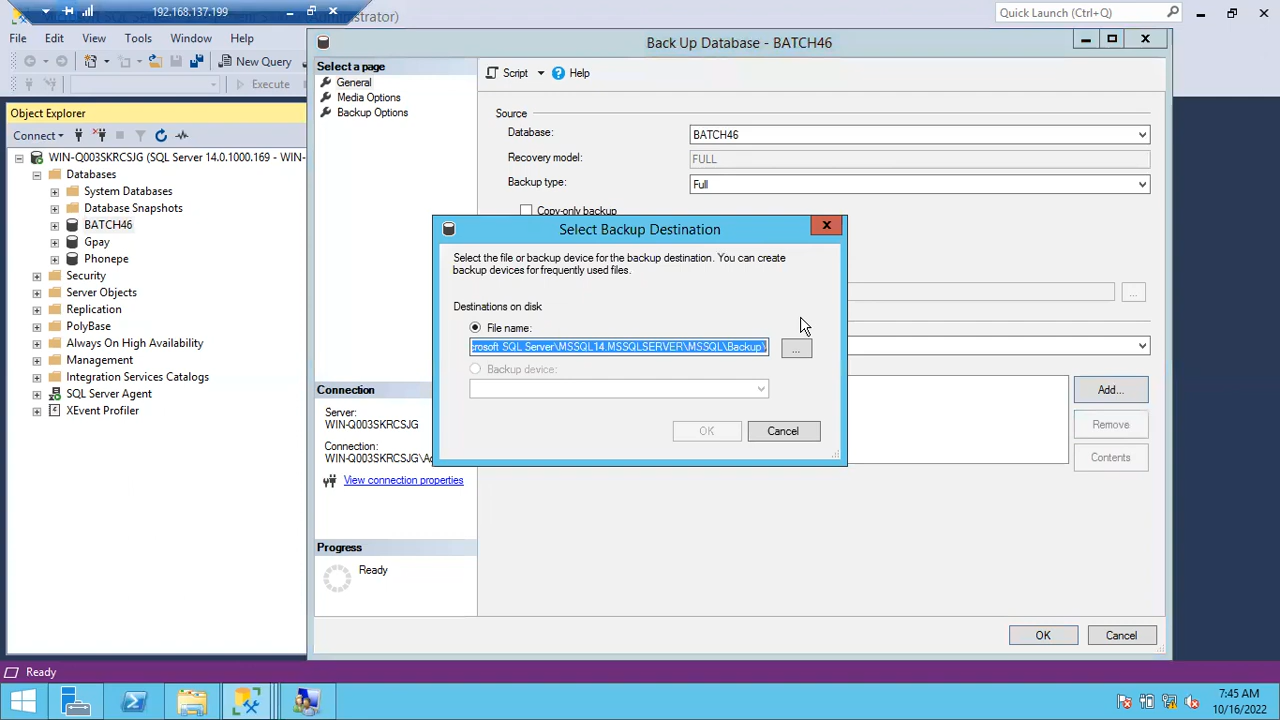 192.168.137.199
Administrator)
Quick Launch (Ctrl+Q)
File Edit View Tools Window Help
New Query
Execute
Object Explorer
Connect
WIN-Q003SKRCSJG (SQL Server 14.0.1000.169 - WIN-
Databases
System Databases
Database Snapshots
BATCH46
Gpay
Phonepe
Security
Server Objects
Replication
PolyBase
Always On High Availability
Management
Integration Services Catalogs
SQL Server Agent
XEvent Profiler
Back Up Database - BATCH46
Select a page
General
Media Options
Backup Options
Script
Help
Source
Database:
BATCH46
Recovery model:
FULL
Backup type:
Full
Copy-only backup
...
Add...
Remove
Contents
Select Backup Destination
Select the file or backup device for the backup destination. You can create
backup devices for frequently used files.
Destinations on disk
File name:
crosoft SQL Server\MSSQL14.MSSQLSERVER\MSSQL\Backup\
...
Backup device:
OK
Cancel
Connection
Server:
WIN-Q003SKRCSJG
Connection:
WIN-Q003SKRCSJG\Ad
View connection properties
Progress
Ready
OK
Cancel
Ready
7:45 AM
10/16/2022